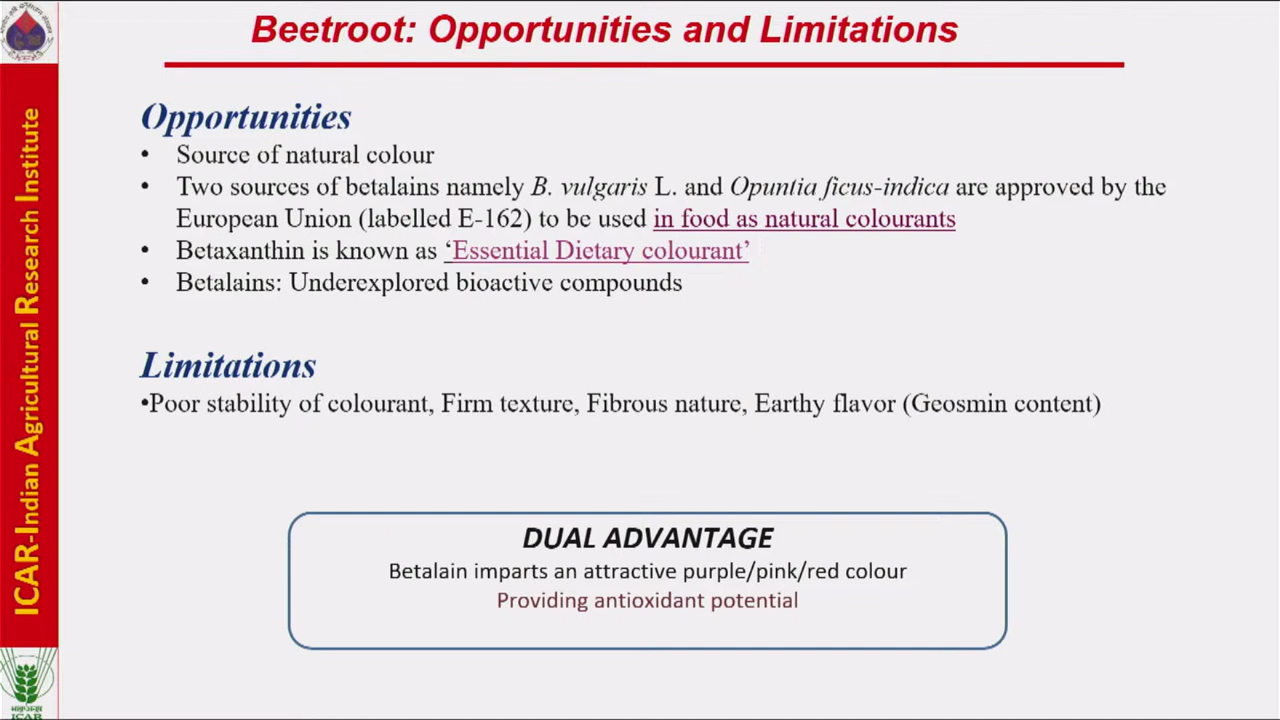 Beetroot: Opportunities and Limitations
ICAR-Indian Agricultural Research Institute
Opportunities
• Source of natural colour
• Two sources of betalains namely B. vulgaris L. and Opuntia ficus-indica are approved by the
European Union (labelled E-162) to be used in food as natural colourants
• Betaxanthin is known as ‘Essential Dietary colourant’
• Betalains: Underexplored bioactive compounds
Limitations
•Poor stability of colourant, Firm texture, Fibrous nature, Earthy flavor (Geosmin content)
DUAL ADVANTAGE
Betalain imparts an attractive purple/pink/red colour
Providing antioxidant potential
ICAR